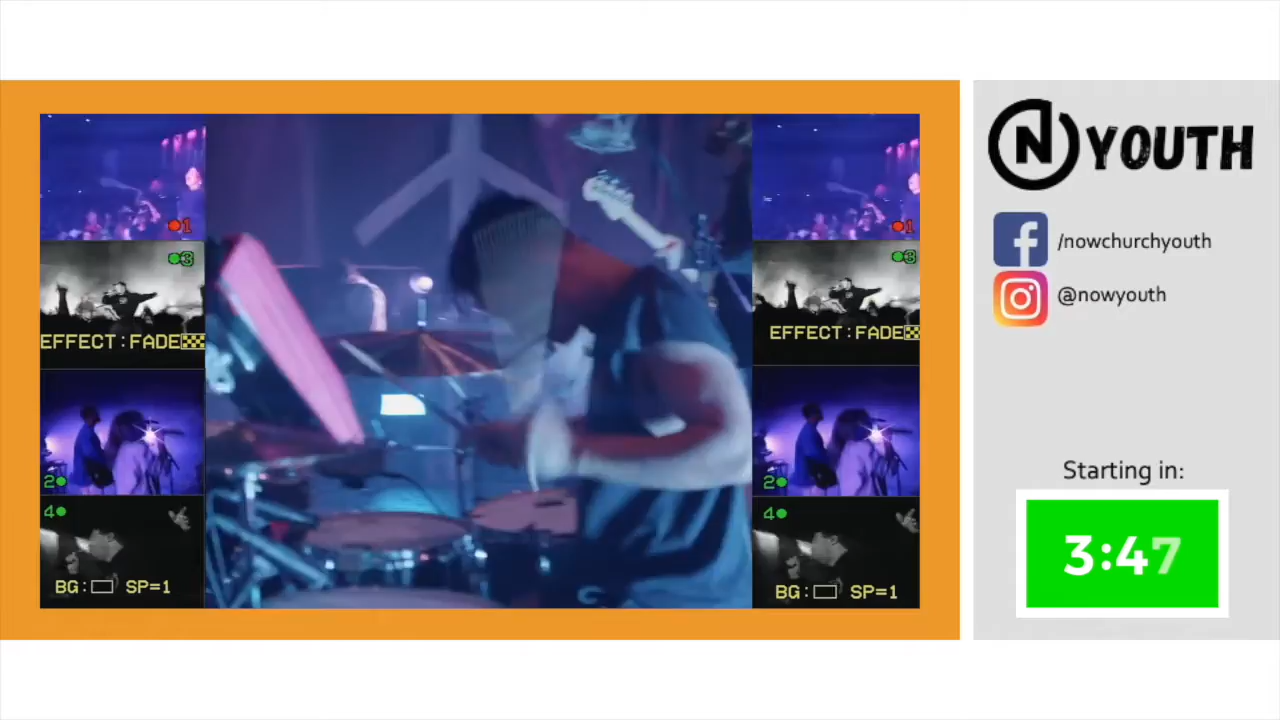 1
3
EFFECT:FADE
2
4
BG: SP=1
1
3
EFFECT:FADE
2
4
BG: SP=1
N YOUTH
/nowchurchyouth
@nowyouth
Starting in:
3:47